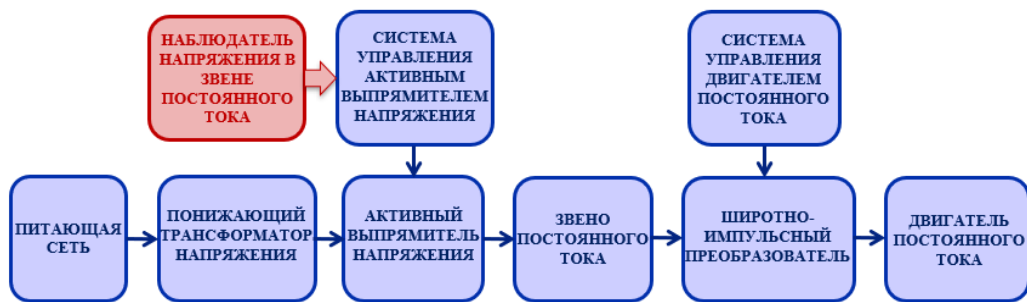 НАБЛЮДАТЕЛЬ
НАПРЯЖЕНИЯ В
ЗВЕНЕ
ПОСТОЯННОГО
ТОКА
СИСТЕМА
УПРАВЛЕНИЯ
АКТИВНЫМ
ВЫПРЯМИТЕЛЕМ
НАПРЯЖЕНИЯ
СИСТЕМА
УПРАВЛЕНИЯ
ДВИГАТЕЛЕМ
ПОСТОЯННОГО
ТОКА
ПИТАЮЩАЯ
СЕТЬ
ПОНИЖАЮЩИЙ
ТРАНСФОРМАТОР
НАПРЯЖЕНИЯ
АКТИВНЫЙ
ВЫПРЯМИТЕЛЬ
НАПРЯЖЕНИЯ
ЗВЕНО
ПОСТОЯННОГО
ТОКА
ШИРОТНО-
ИМПУЛЬСНЫЙ
ПРЕОБРАЗОВАТЕЛЬ
ДВИГАТЕЛЬ
ПОСТОЯННОГО
ТОКА